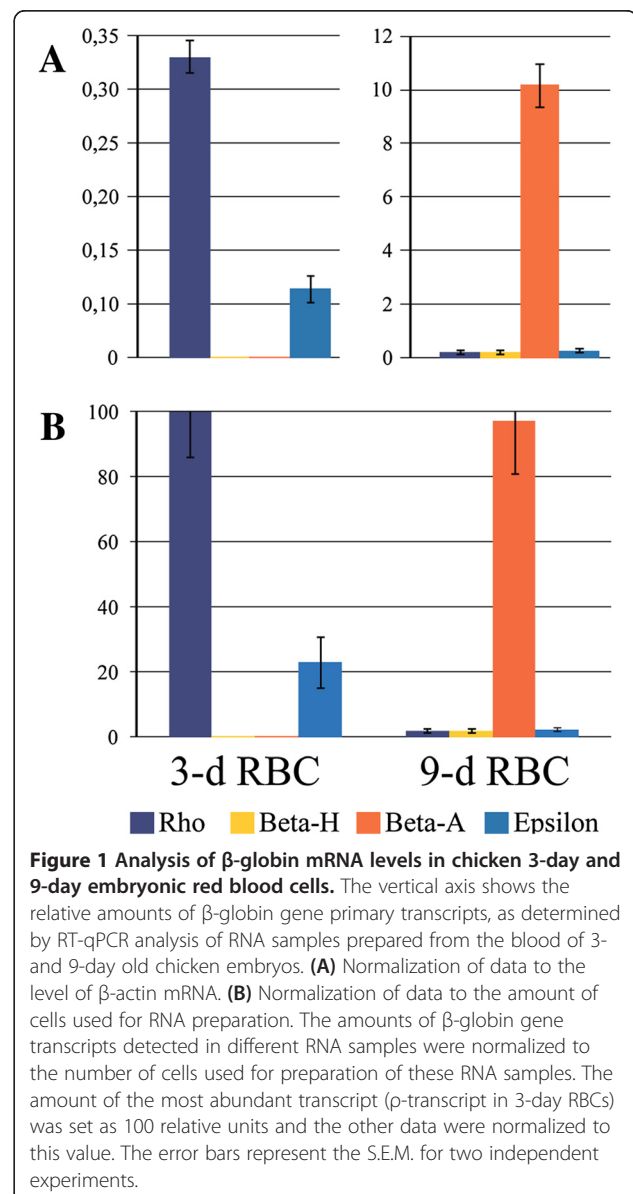 A
0,35
0,30
0,25
0,20
0,15
0,10
0
12
10
8
6
4
2
0
B
100
80
60
40
20
0
3-d RBC 9-d RBC
Rho Beta-H Beta-A Epsilon
Figure 1 Analysis of β-globin mRNA levels in chicken 3-day and
9-day embryonic red blood cells. The vertical axis shows the
relative amounts of β-globin gene primary transcripts, as determined
by RT-qPCR analysis of RNA samples prepared from the blood of 3-
and 9-day old chicken embryos. (A) Normalization of data to the
level of β-actin mRNA. (B) Normalization of data to the amount of
cells used for RNA preparation. The amounts of β-globin gene
transcripts detected in different RNA samples were normalized to
the number of cells used for preparation of these RNA samples. The
amount of the most abundant transcript (ρ-transcript in 3-day RBCs)
was set as 100 relative units and the other data were normalized to
this value. The error bars represent the S.E.M. for two independent
experiments.